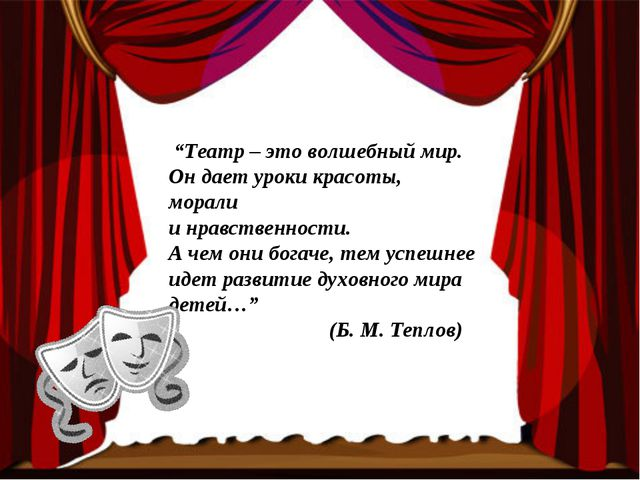 “Театр – это волшебный мир.
Он дает уроки красоты,
морали
и нравственности.
А чем они богаче, тем успешнее
идет развитие духовного мира
детей…”
(Б. М. Теплов)